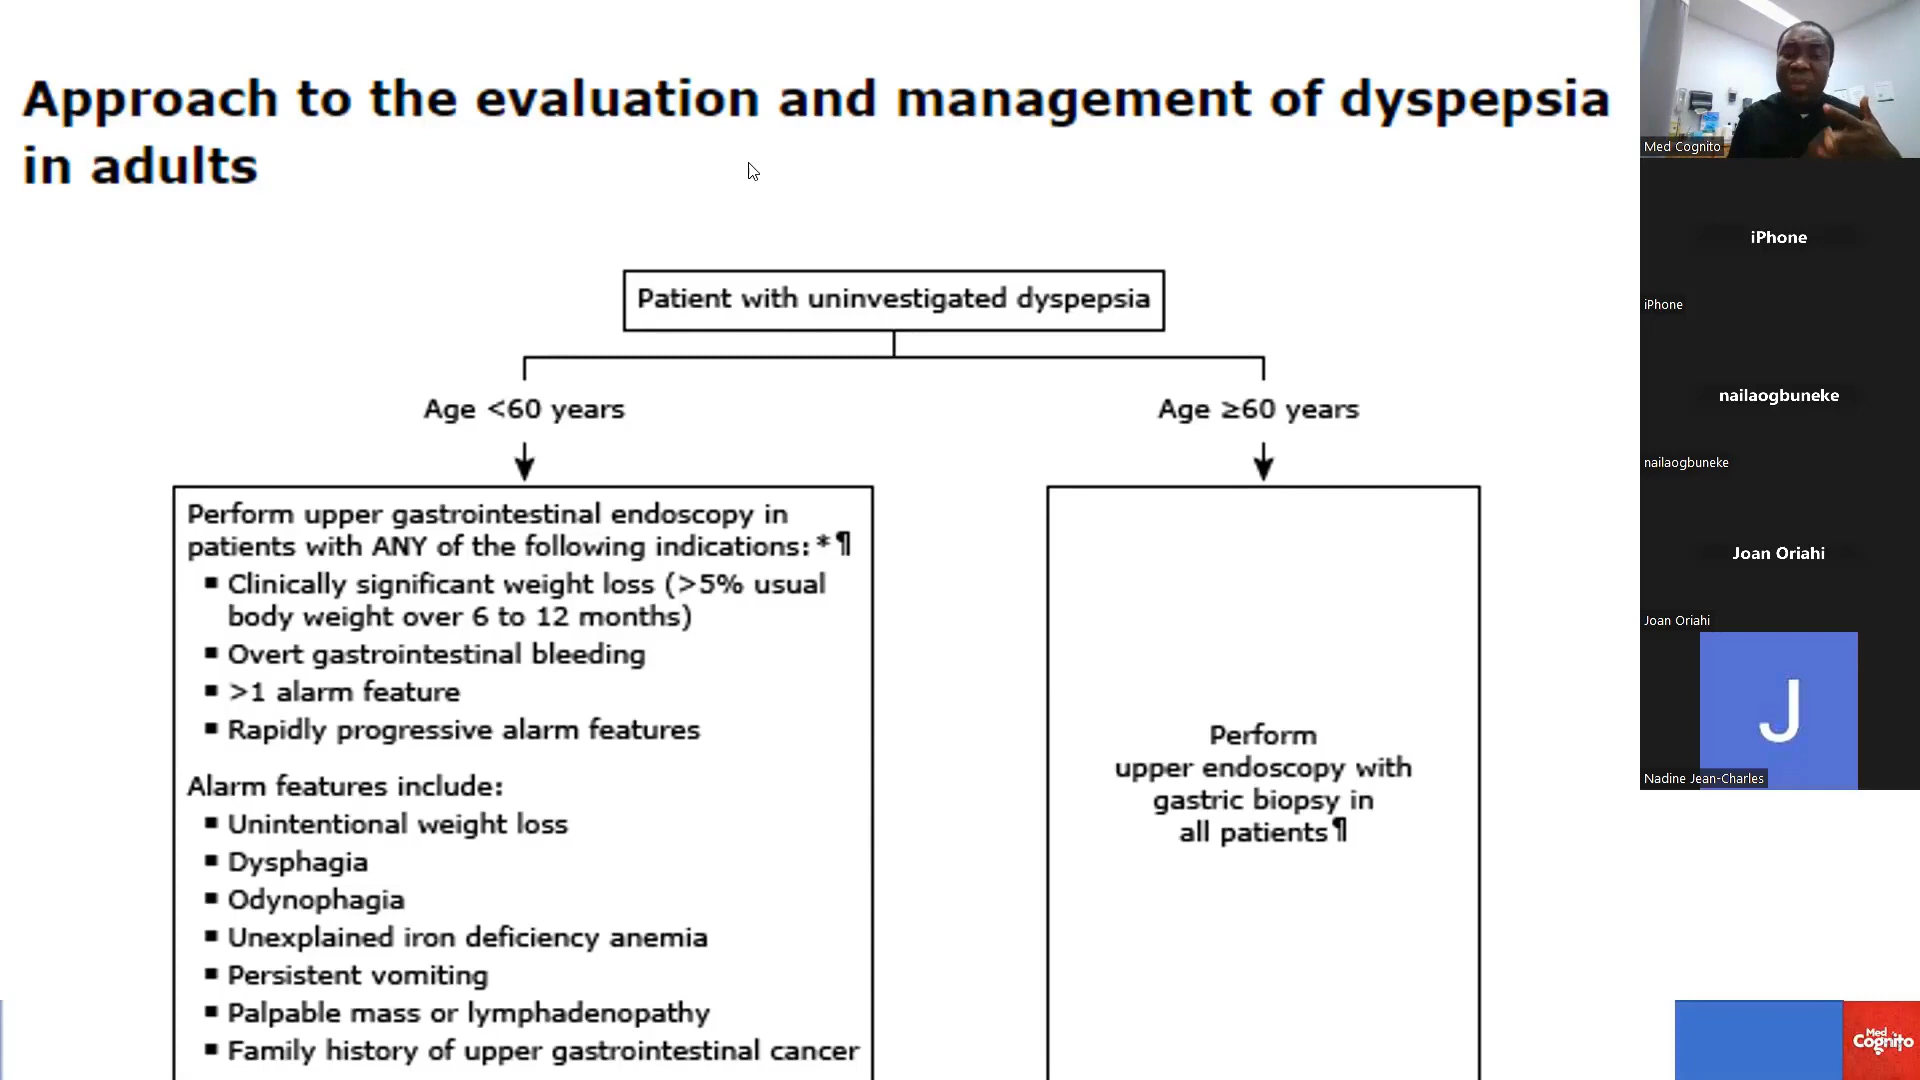 Approach to the evaluation and management of dyspepsia
in adults
Patient with uninvestigated dyspepsia
Age <60 years
Age ≥60 years
Perform upper gastrointestinal endoscopy in
patients with ANY of the following indications:*¶
▪ Clinically significant weight loss (>5% usual
body weight over 6 to 12 months)
▪ Overt gastrointestinal bleeding
▪ >1 alarm feature
▪ Rapidly progressive alarm features
Alarm features include:
▪ Unintentional weight loss
▪ Dysphagia
▪ Odynophagia
▪ Unexplained iron deficiency anemia
▪ Persistent vomiting
▪ Palpable mass or lymphadenopathy
▪ Family history of upper gastrointestinal cancer
Perform
upper endoscopy with
gastric biopsy in
all patients¶
Med Cognito
iPhone
iPhone
nailaogbuneke
nailaogbuneke
Joan Oriahi
Joan Oriahi
J
Nadine Jean-Charles
Med
Cognito